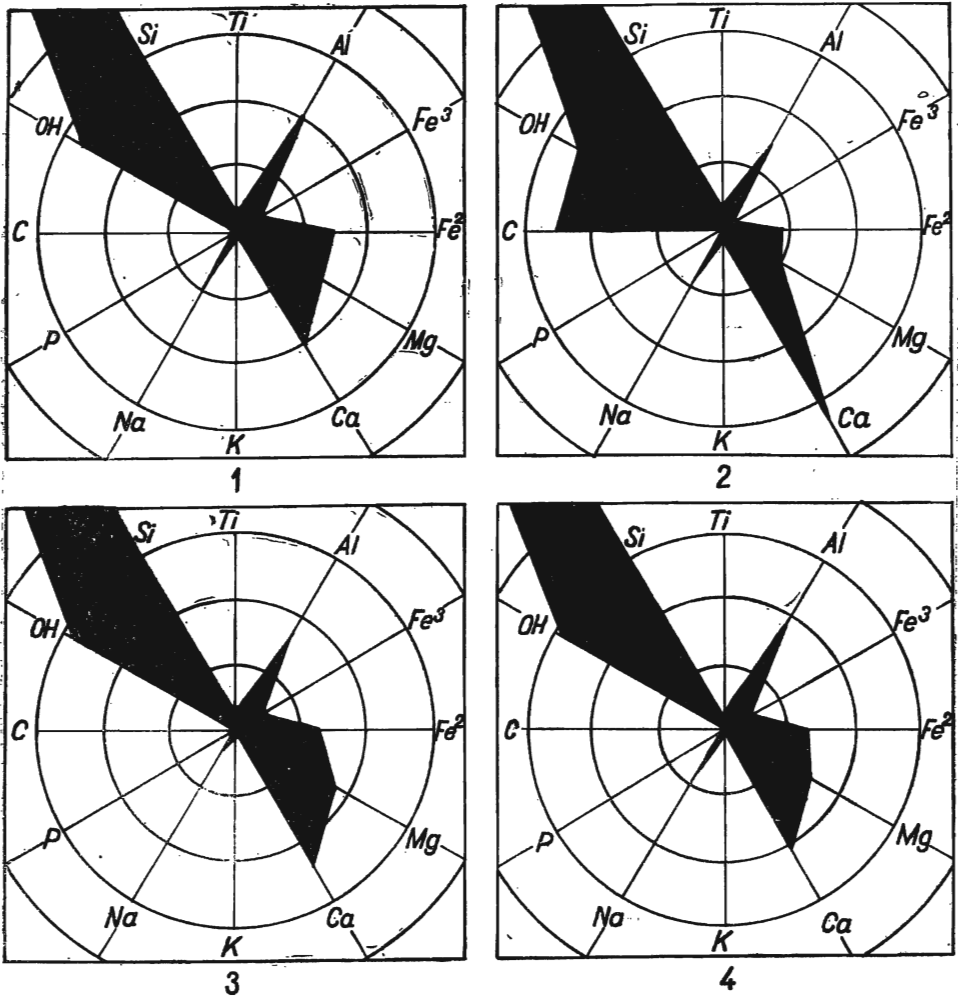 Ti
Si
Al
OH
Fe³
C
Fe²
P
Mg
Na
Ca
K
1
Ti
Si
Al
OH
Fe³
C
Fe²
P
Mg
Na
Ca
K
2
Ti
Si
Al
OH
Fe³
C
Fe²
P
Mg
Na
Ca
K
3
Ti
Si
Al
OH
Fe³
C
Fe²
P
Mg
Na
Ca
K
4